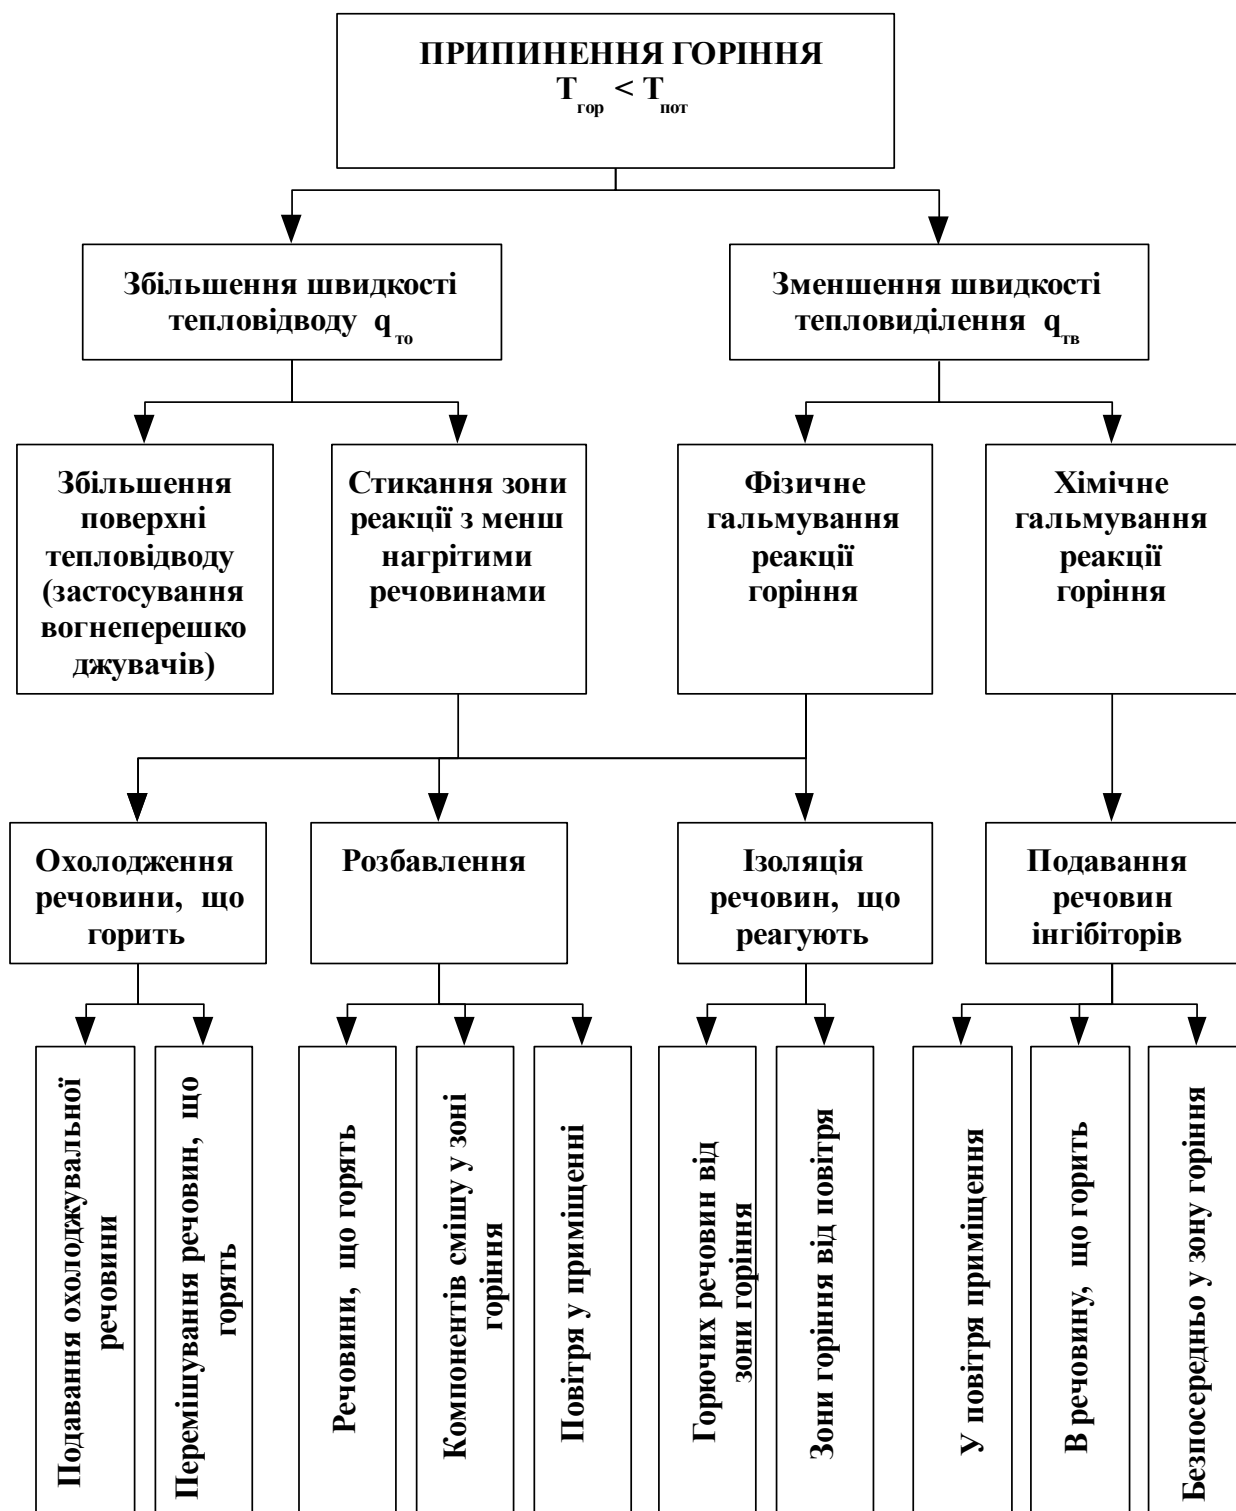 ПРИПИНЕННЯ ГОРІННЯ
Тгор < Тпот
Збільшення швидкості
тепловідводу qто
Зменшення швидкості
тепловиділення qтв
Збільшення
поверхні
тепловідводу
(застосування
вогнеперешко
джувачів)
Стикання зони
реакції з менш
нагрітими
речовинами
Фізичне
гальмування
реакції
горіння
Хімічне
гальмування
реакції
горіння
Охолодження
речовини, що
горить
Розбавлення
Ізоляція
речовин, що
реагують
Подавання
речовин
інгібіторів
Подавання охолоджувальної
речовини
Перемішування речовин, що
горять
Речовини, що горять
Компонентів смішу у зоні
горіння
Повітря у приміщенні
Горючих речовин від
зони горіння
Зони горіння від повітря
У повітря приміщення
В речовину, що горить
Безпосередньо у зону горіння